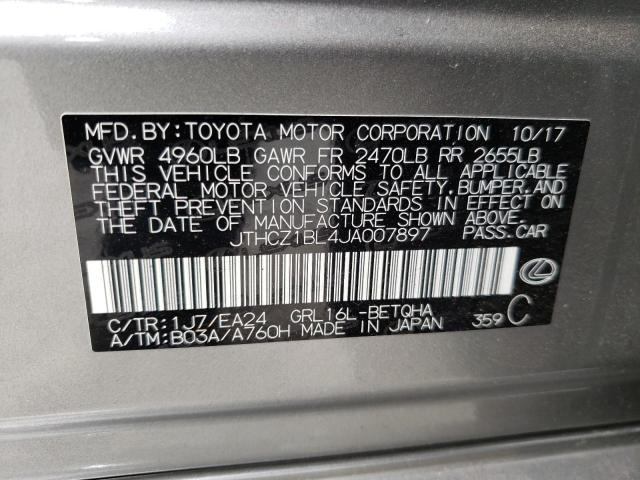 MFD.BY:TOYOTA MOTOR CORPORATION 10/17
GVWR 4960LB GAWR FR 2470LB RR 2655LB
THIS VEHICLE CONFORMS TO ALL APPLICABLE
FEDERAL MOTOR VEHICLE SAFETY,BUMPER,AND
THEFT PREVENTION STANDARDS IN EFFECT ON
THE DATE OF MANUFACTURE SHOWN ABOVE.
JTHCZ1BL4JA007897 PASS.CAR
C/TR:1J7/EA24 GRL16L-BETQHA
A/TM:B03A/A760H MADE IN JAPAN 359 C